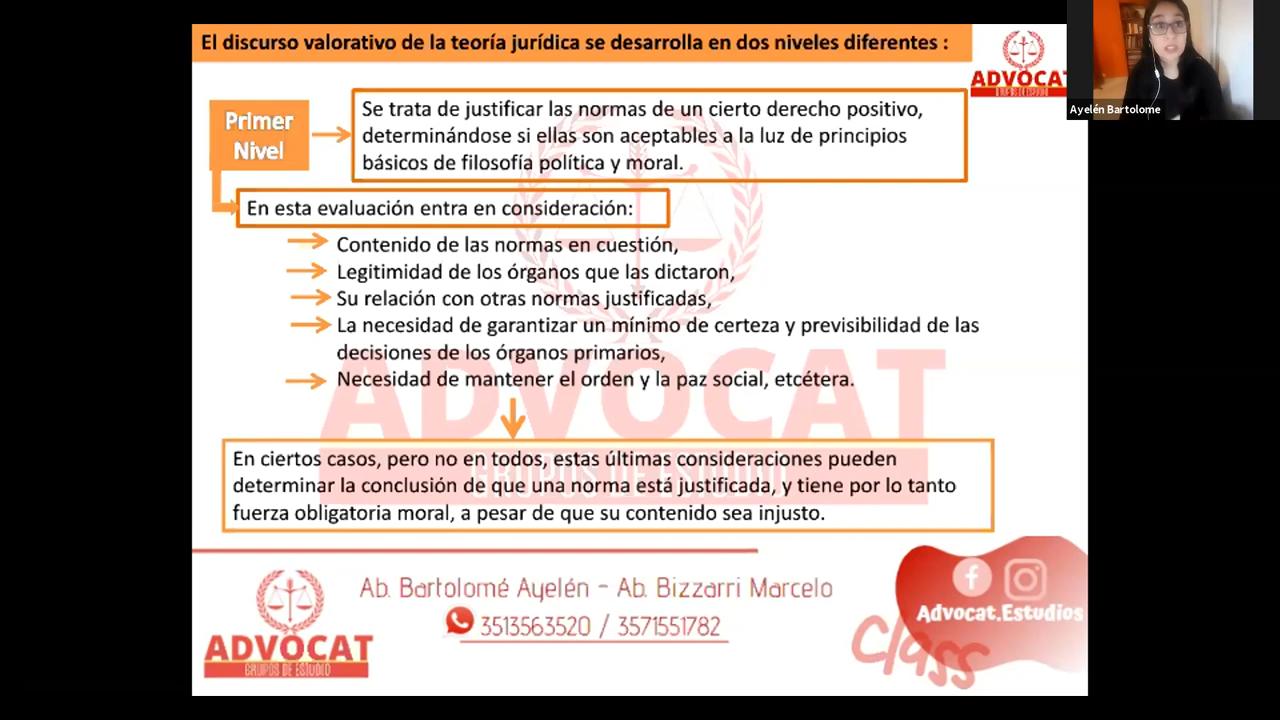 El discurso valorativo de la teoría jurídica se desarrolla en dos niveles diferentes :
ADVOCAT
GRUPOS DE ESTUDIO
Ayelén Bartolome
Primer
Nivel
Se trata de justificar las normas de un cierto derecho positivo,
determinándose si ellas son aceptables a la luz de principios
básicos de filosofía política y moral.
En esta evaluación entra en consideración:
Contenido de las normas en cuestión,
Legitimidad de los órganos que las dictaron,
Su relación con otras normas justificadas,
La necesidad de garantizar un mínimo de certeza y previsibilidad de las
decisiones de los órganos primarios,
Necesidad de mantener el orden y la paz social, etcétera.
ADVOCAT
GRUPOS DE ESTUDIO
En ciertos casos, pero no en todos, estas últimas consideraciones pueden
determinar la conclusión de que una norma está justificada, y tiene por lo tanto
fuerza obligatoria moral, a pesar de que su contenido sea injusto.
Ab. Bartolomé Ayelén - Ab. Bizzarri Marcelo
3513563520 / 3571551782
ADVOCAT
GRUPOS DE ESTUDIO
Advocat.Estudios
Class